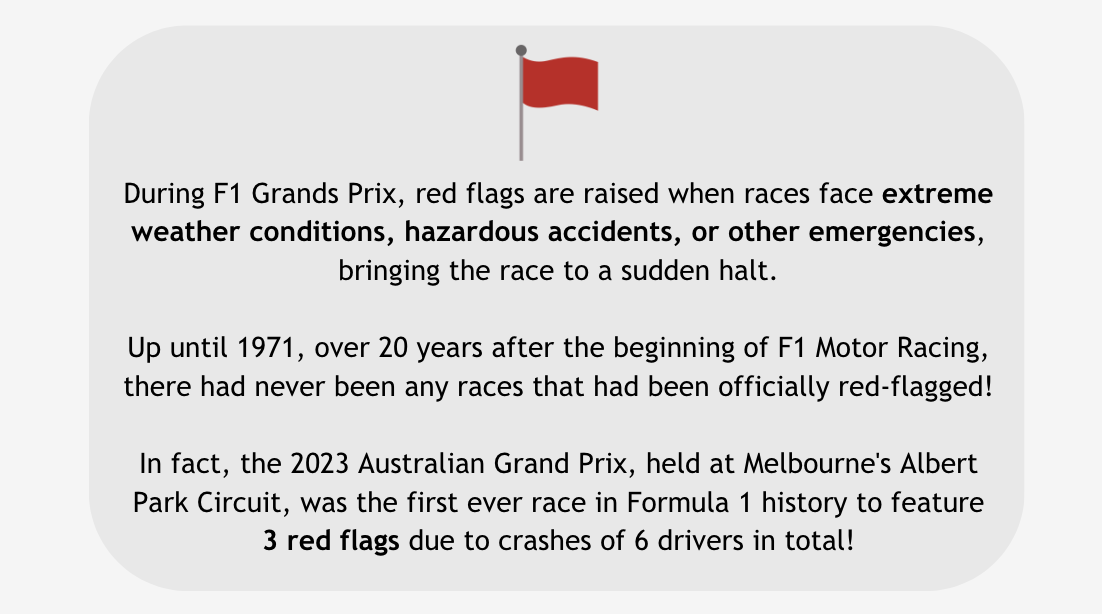 During F1 Grands Prix, red flags are raised when races face extreme
weather conditions, hazardous accidents, or other emergencies,
bringing the race to a sudden halt.
Up until 1971, over 20 years after the beginning of F1 Motor Racing,
there had never been any races that had been officially red-flagged!
In fact, the 2023 Australian Grand Prix, held at Melbourne's Albert
Park Circuit, was the first ever race in Formula 1 history to feature
3 red flags due to crashes of 6 drivers in total!